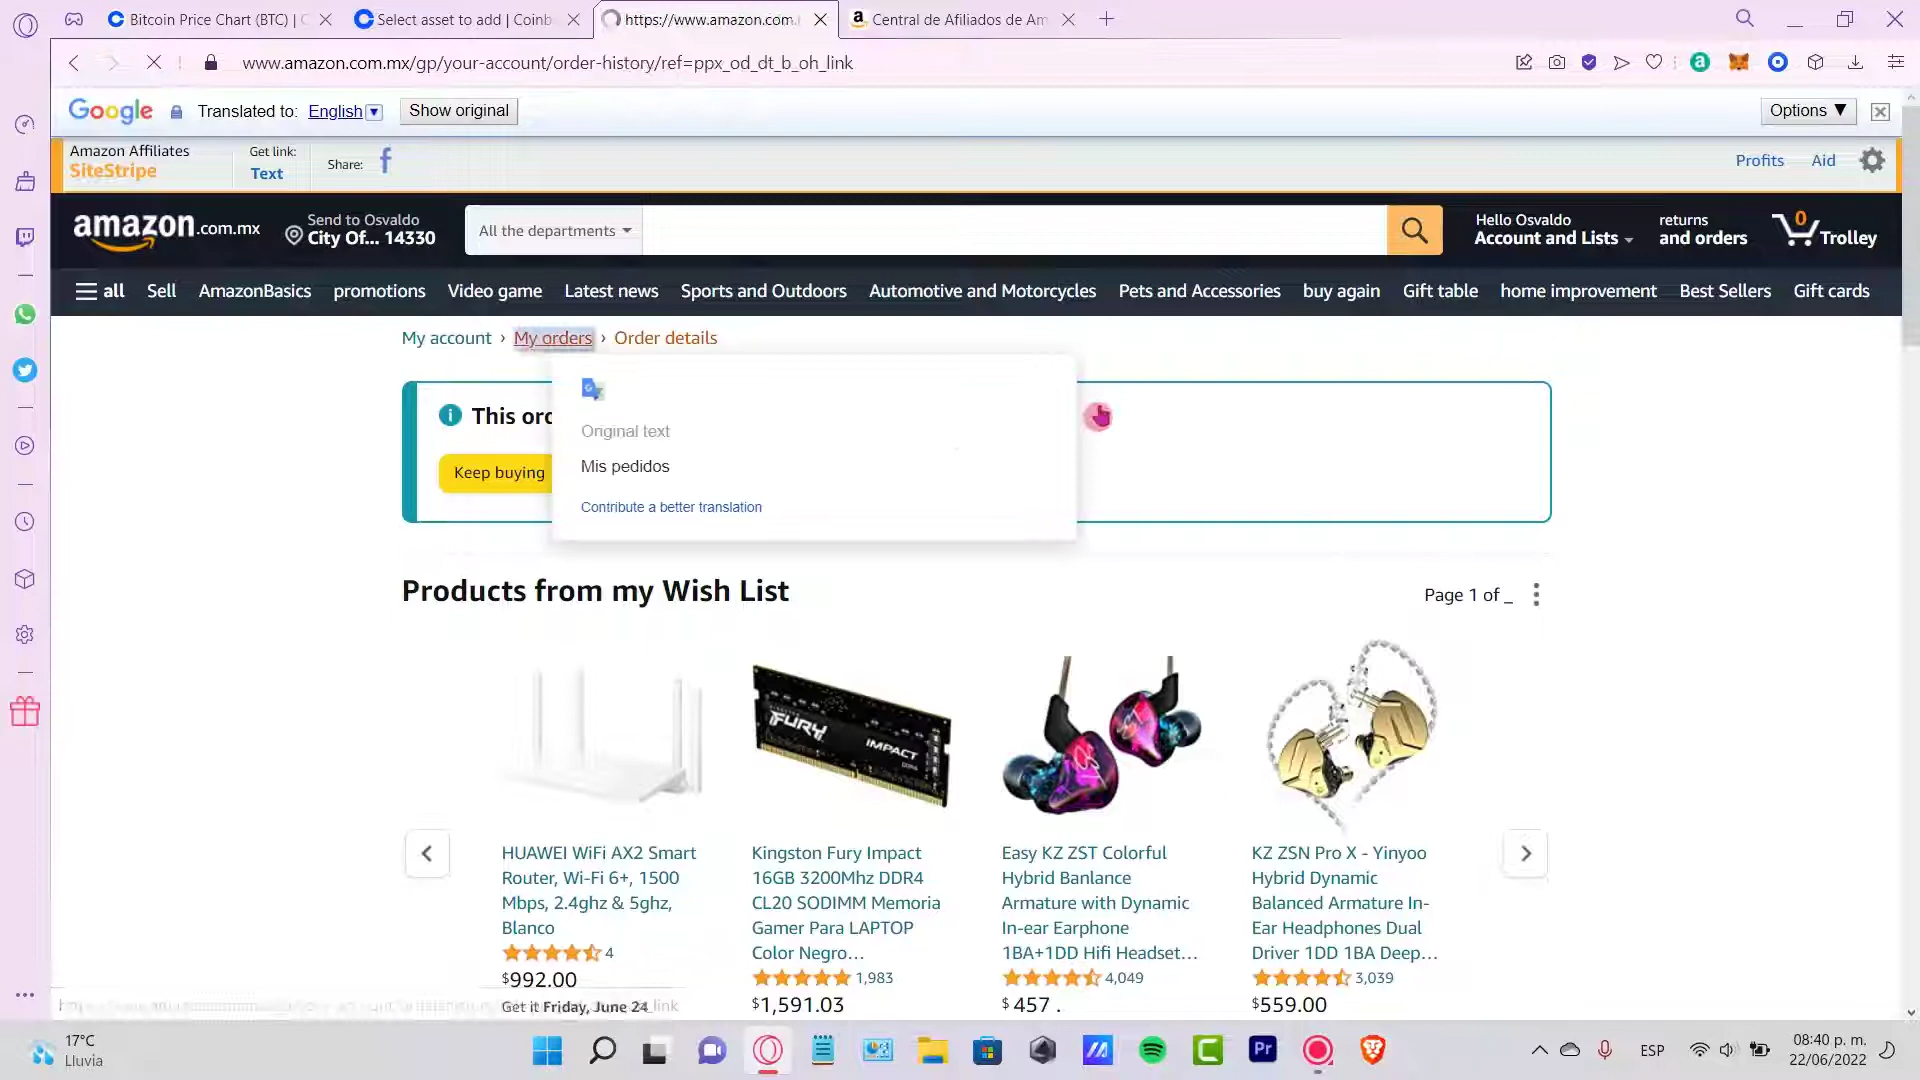 Bitcoin Price Chart (BTC) | C
Select asset to add | Coinb
https://www.amazon.com.
Central de Afiliados de Am
www.amazon.com.mx/gp/your-account/order-history/ref=ppx_od_dt_b_oh_link
Google Translated to: English Show original Options ▼
Amazon Affiliates
SiteStripe
Get link:
Text
Share:
Profits Aid
amazon.com.mx
Send to Osvaldo
City Of... 14330
All the departments
Hello Osvaldo
Account and Lists
returns
and orders
0
Trolley
all Sell AmazonBasics promotions Video game Latest news Sports and Outdoors Automotive and Motorcycles Pets and Accessories buy again Gift table home improvement Best Sellers Gift cards
My account › My orders › Order details
This ord
Keep buying
Original text
Mis pedidos
Contribute a better translation
Products from my Wish List
Page 1 of _
FURY
IMPACT
DDR4
HUAWEI WiFi AX2 Smart
Router, Wi-Fi 6+, 1500
Mbps, 2.4ghz & 5ghz,
Blanco
4
$992.00
Get it Friday, June 24
Kingston Fury Impact
16GB 3200Mhz DDR4
CL20 SODIMM Memoria
Gamer Para LAPTOP
Color Negro…
1,983
$1,591.03
Easy KZ ZST Colorful
Hybrid Banlance
Armature with Dynamic
In-ear Earphone
1BA+1DD Hifi Headset…
4,049
$457 .
KZ ZSN Pro X - Yinyoo
Hybrid Dynamic
Balanced Armature In-
Ear Headphones Dual
Driver 1DD 1BA Deep…
3,039
$559.00
17°C
Lluvia
Pr
ESP
08:40 p. m.
22/06/2022